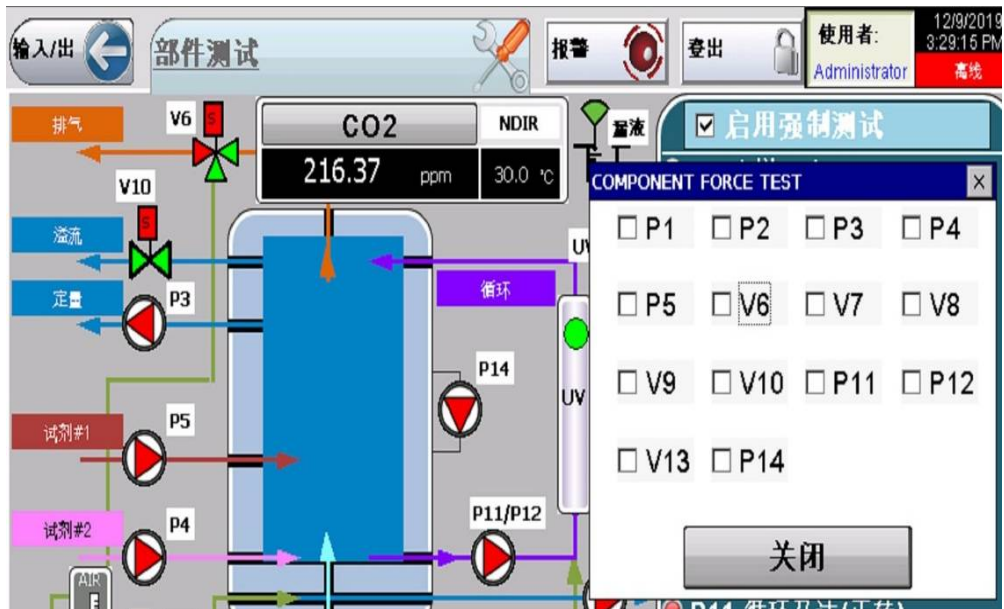 输入/出
部件测试
报警
登出
使用者:
Administrator
12/9/2019
3:29:15 PM
离线
排气
V6
S
CO2
NDIR
216.37 ppm
30.0 ℃
漏液
启用强制测试
COMPONENT FORCE TEST
V10
S
溢流
定量
P3
循环
UV
P14
UV
P1 P2 P3 P4
P5 V6 V7 V8
V9 V10 P11 P12
V13 P14
关闭
试剂#1
P5
试剂#2
P4
P11/P12
AIR